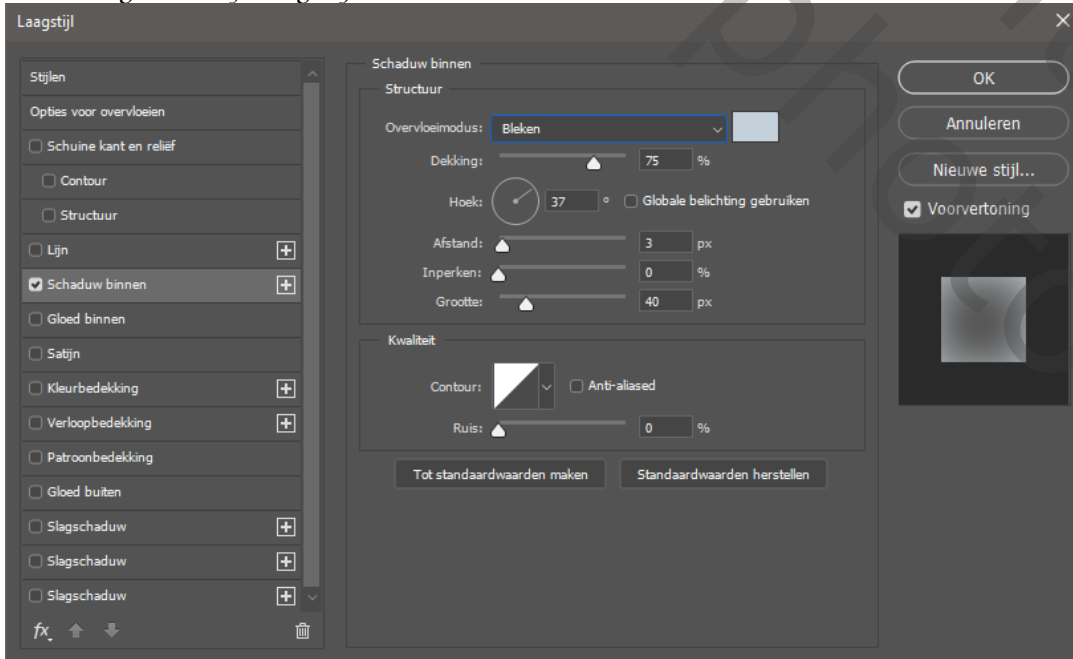 Laagstijl
Stijlen
Opties voor overvloeien
Schuine kant en reliëf
Contour
Structuur
Lijn
Schaduw binnen
Gloed binnen
Satijn
Kleurbedekking
Verloopbedekking
Patroonbedekking
Gloed buiten
Slagschaduw
Slagschaduw
Slagschaduw
fx
Schaduw binnen
Structuur
Overvloeimodus: Bleken
Dekking: 75 %
Hoek: 37 ° Globale belichting gebruiken
Afstand: 3 px
Inperken: 0 %
Grootte: 40 px
Kwaliteit
Contour: Anti-aliased
Ruis: 0 %
Tot standaardwaarden maken Standaardwaarden herstellen
OK
Annuleren
Nieuwe stijl...
Voorvertoning